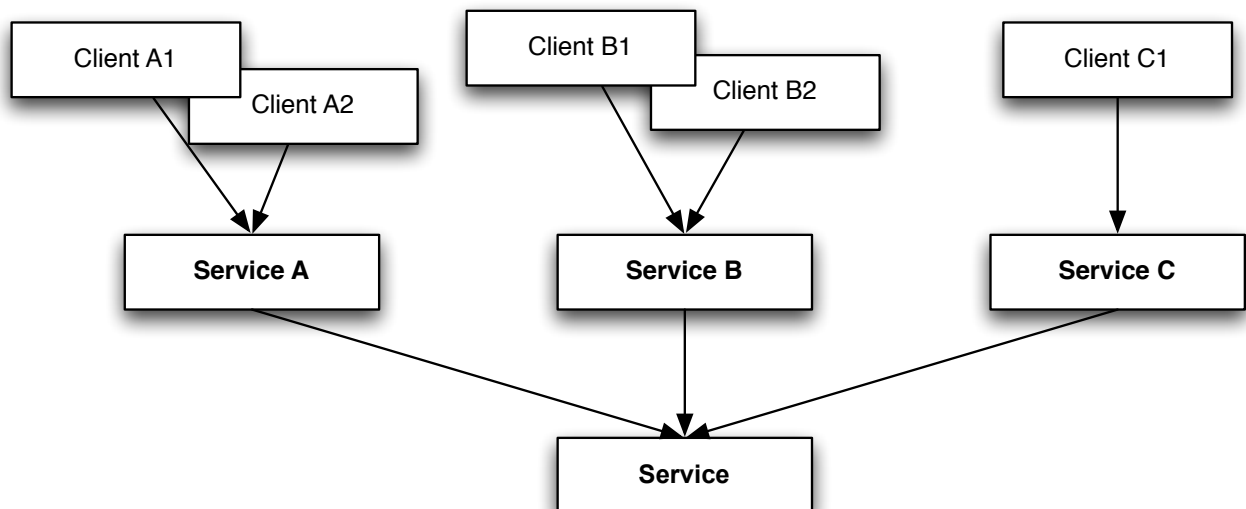 Client A1
Client A2
Client B1
Client B2
Client C1
Service A
Service B
Service C
Service